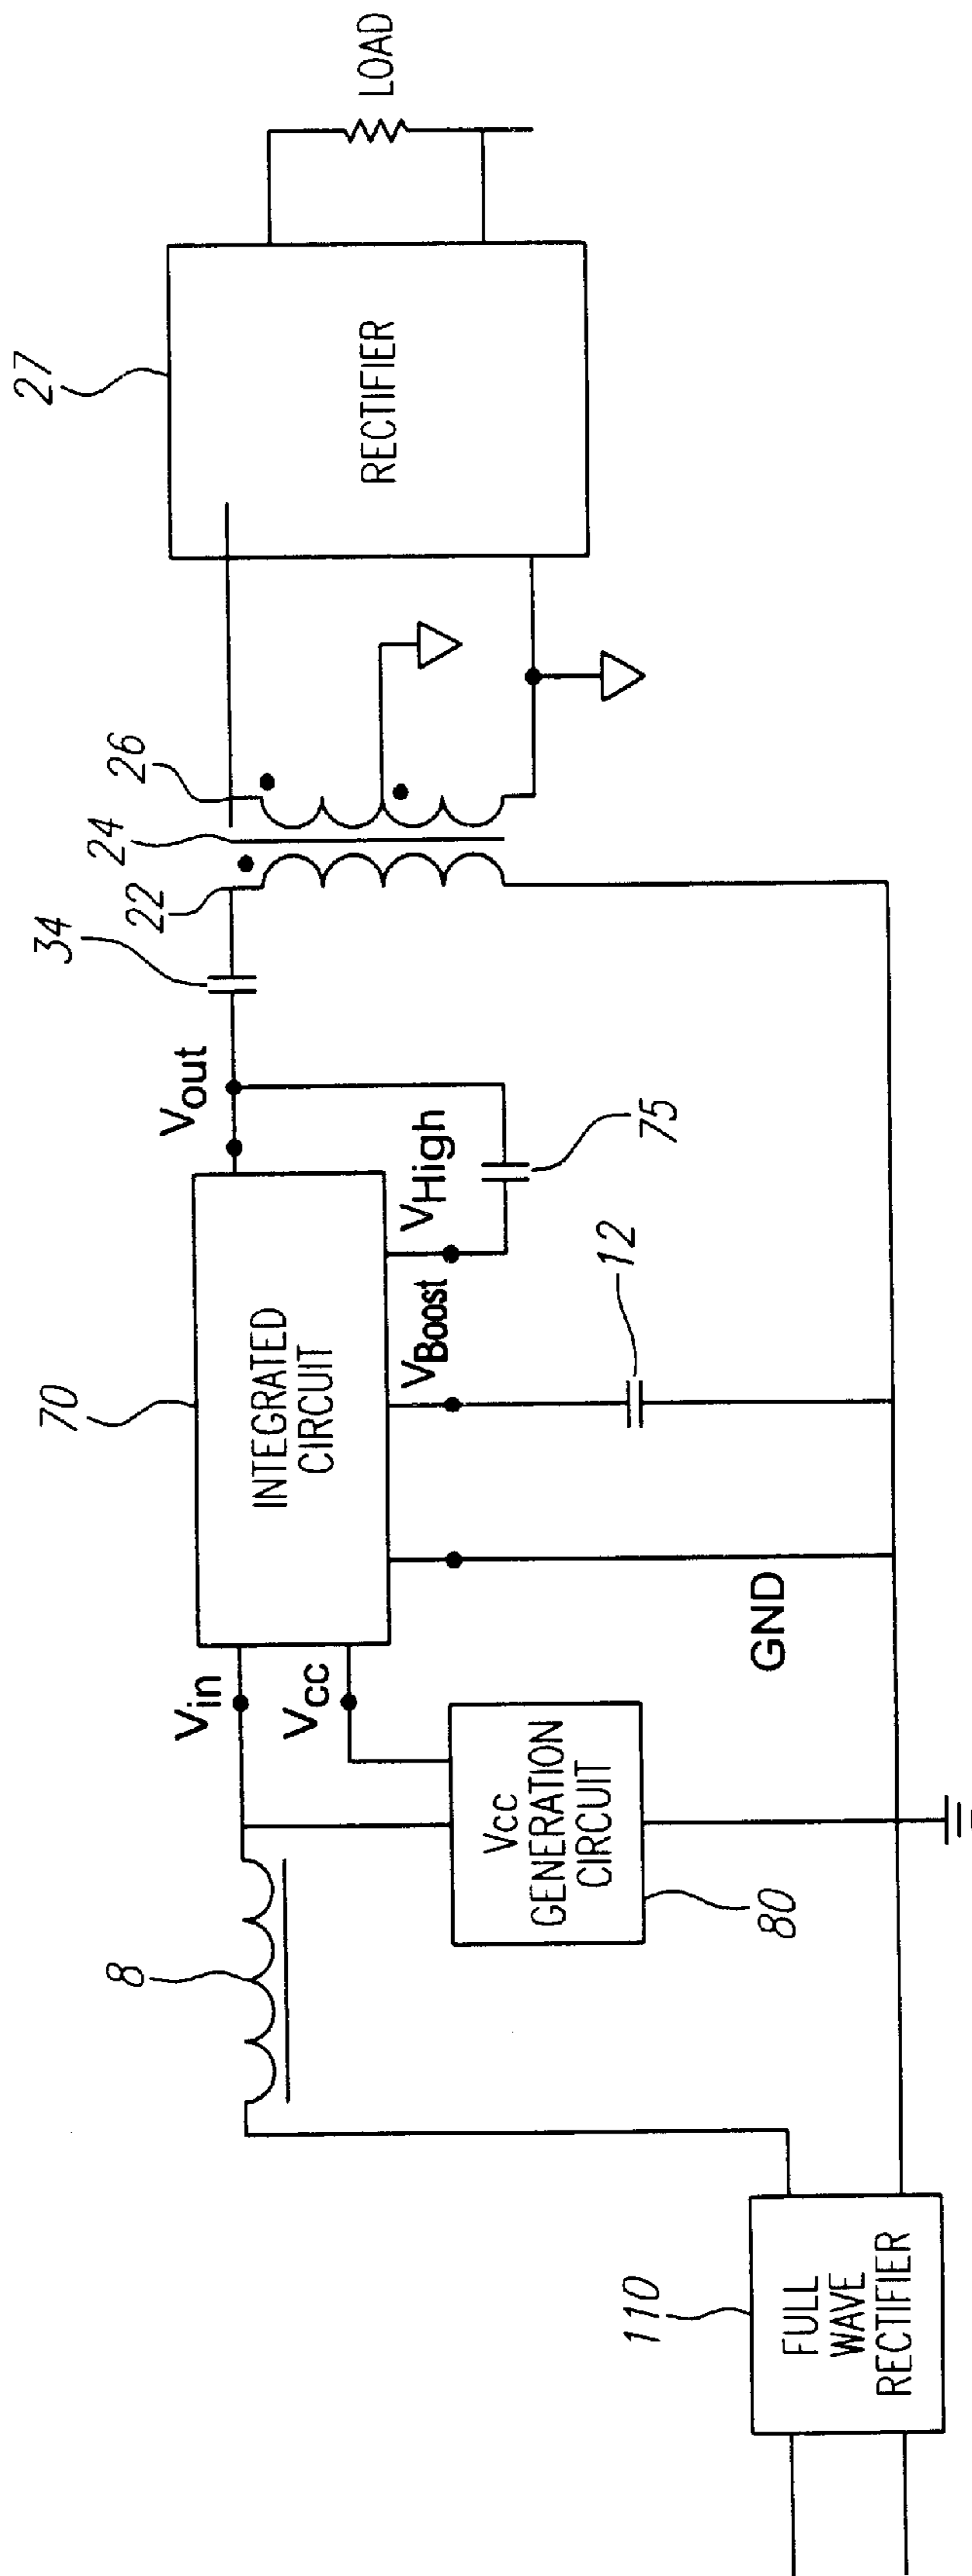 27
LOAD
RECTIFIER
26
24
22
34
Vout
VHigh
75
70
INTEGRATED
CIRCUIT
VBoost
12
Vin
Vcc
GND
8
Vcc
GENERATION
CIRCUIT
80
110
FULL
WAVE
RECTIFIER